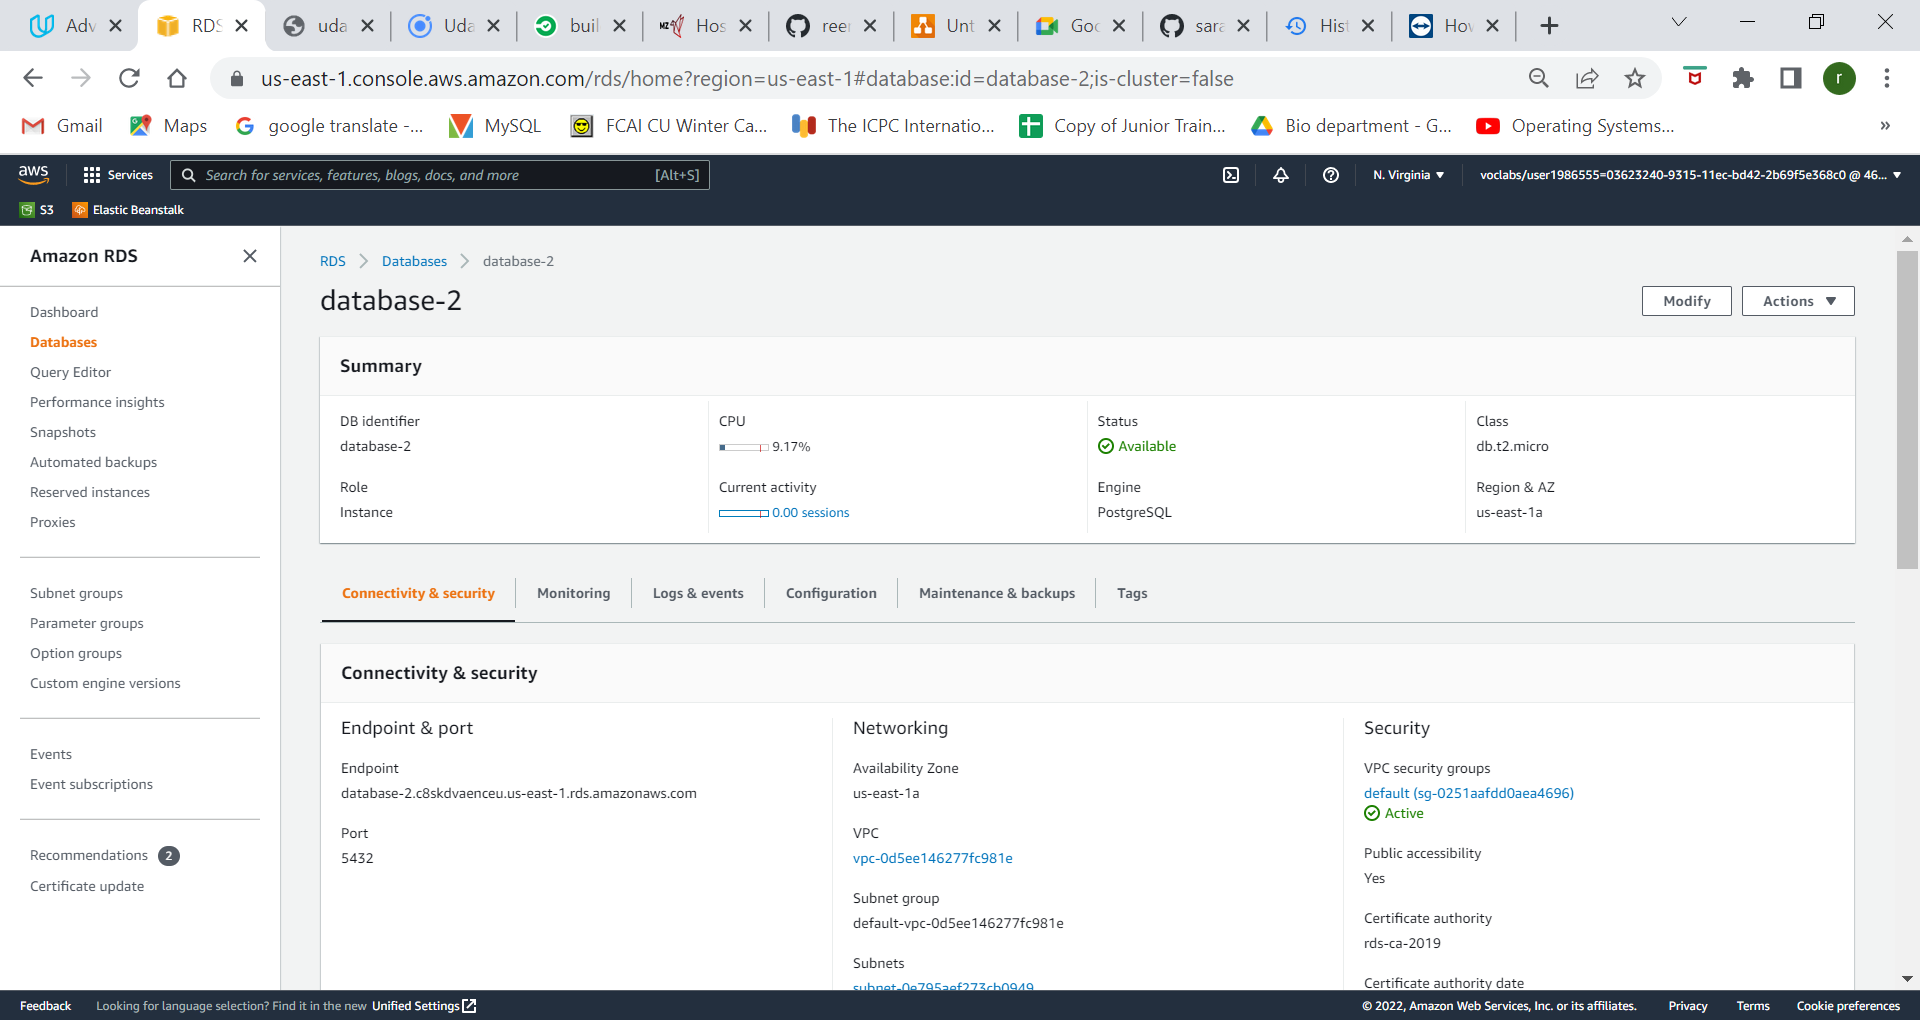 Adv
RDS
uda
Uda
buil
Hos
reer
Unt
Goo
sara
Hist
How
us-east-1.console.aws.amazon.com/rds/home?region=us-east-1#database:id=database-2;is-cluster=false
r
Gmail
Maps
google translate -...
MySQL
FCAI CU Winter Ca...
The ICPC Internatio...
Copy of Junior Train...
Bio department - G...
Operating Systems...
»
aws
Services
Search for services, features, blogs, docs, and more
[Alt+S]
N. Virginia
voclabs/user1986555=03623240-9315-11ec-bd42-2b69f5e368c0 @ 46...
S3
Elastic Beanstalk
Amazon RDS
Dashboard
Databases
Query Editor
Performance insights
Snapshots
Automated backups
Reserved instances
Proxies
Subnet groups
Parameter groups
Option groups
Custom engine versions
Events
Event subscriptions
Recommendations 2
Certificate update
RDS > Databases > database-2
database-2
Modify
Actions
Summary
DB identifier
database-2
CPU
9.17%
Status
Available
Class
db.t2.micro
Role
Instance
Current activity
0.00 sessions
Engine
PostgreSQL
Region & AZ
us-east-1a
Connectivity & security
Monitoring
Logs & events
Configuration
Maintenance & backups
Tags
Connectivity & security
Endpoint & port
Endpoint
database-2.c8skdvaenceu.us-east-1.rds.amazonaws.com
Port
5432
Networking
Availability Zone
us-east-1a
VPC
vpc-0d5ee146277fc981e
Subnet group
default-vpc-0d5ee146277fc981e
Subnets
subnet-0e795aef273cb0949
Security
VPC security groups
default (sg-0251aafdd0aea4696)
Active
Public accessibility
Yes
Certificate authority
rds-ca-2019
Certificate authority date
Feedback
Looking for language selection? Find it in the new Unified Settings
© 2022, Amazon Web Services, Inc. or its affiliates.
Privacy
Terms
Cookie preferences